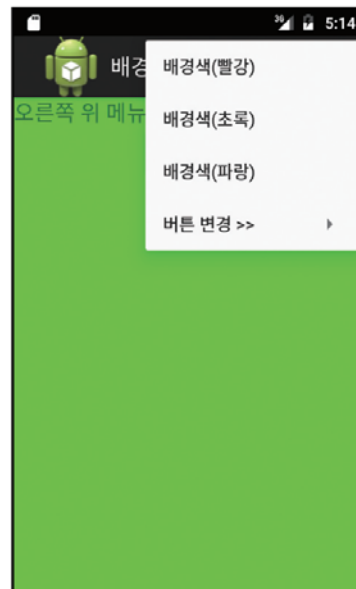 3G 5:14
배경
배경색(빨강)
오른쪽 위 메뉴
배경색(초록)
배경색(파랑)
버튼 변경 >>